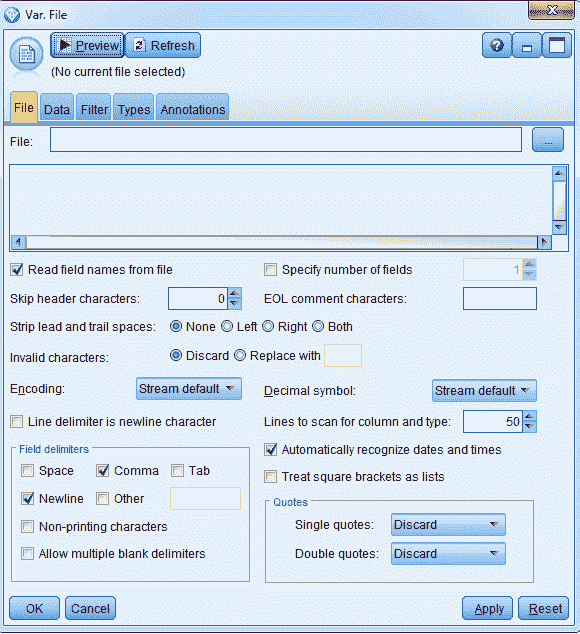 Var. File
Preview Refresh
(No current file selected)
File Data Filter Types Annotations
File: ...
Read field names from file Specify number of fields 1
Skip header characters: 0 EOL comment characters:
Strip lead and trail spaces: None Left Right Both
Invalid characters: Discard Replace with
Encoding: Stream default Decimal symbol: Stream default
Line delimiter is newline character Lines to scan for column and type: 50
Field delimiters Automatically recognize dates and times
Space Comma Tab Treat square brackets as lists
Newline Other Quotes
Non-printing characters Single quotes: Discard
Allow multiple blank delimiters Double quotes: Discard
OK Cancel Apply Reset